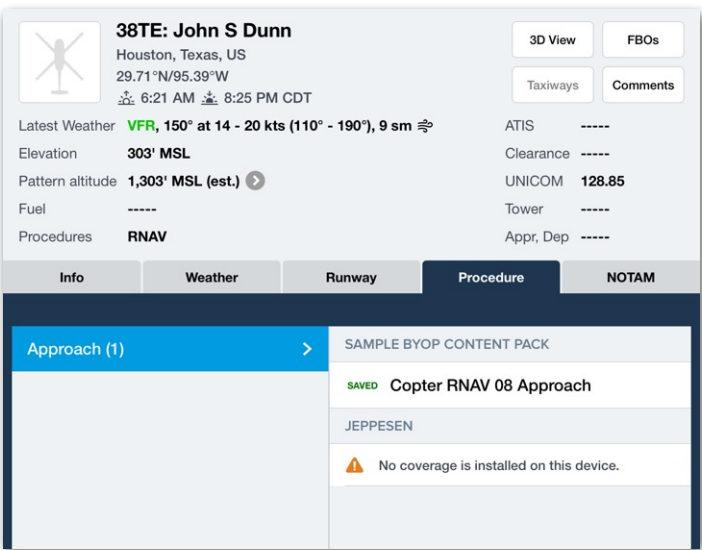 38TE: John S Dunn
Houston, Texas, US
29.71°N/95.39°W
6:21 AM 8:25 PM CDT
3D View
FBOs
Taxiways
Comments
Latest Weather VFR, 150° at 14 - 20 kts (110° - 190°), 9 sm
Elevation 303' MSL
Pattern altitude 1,303' MSL (est.)
Fuel -----
Procedures RNAV
ATIS -----
Clearance -----
UNICOM 128.85
Tower -----
Appr, Dep -----
Info
Weather
Runway
Procedure
NOTAM
Approach (1)
SAMPLE BYOP CONTENT PACK
SAVED Copter RNAV 08 Approach
JEPPESEN
No coverage is installed on this device.